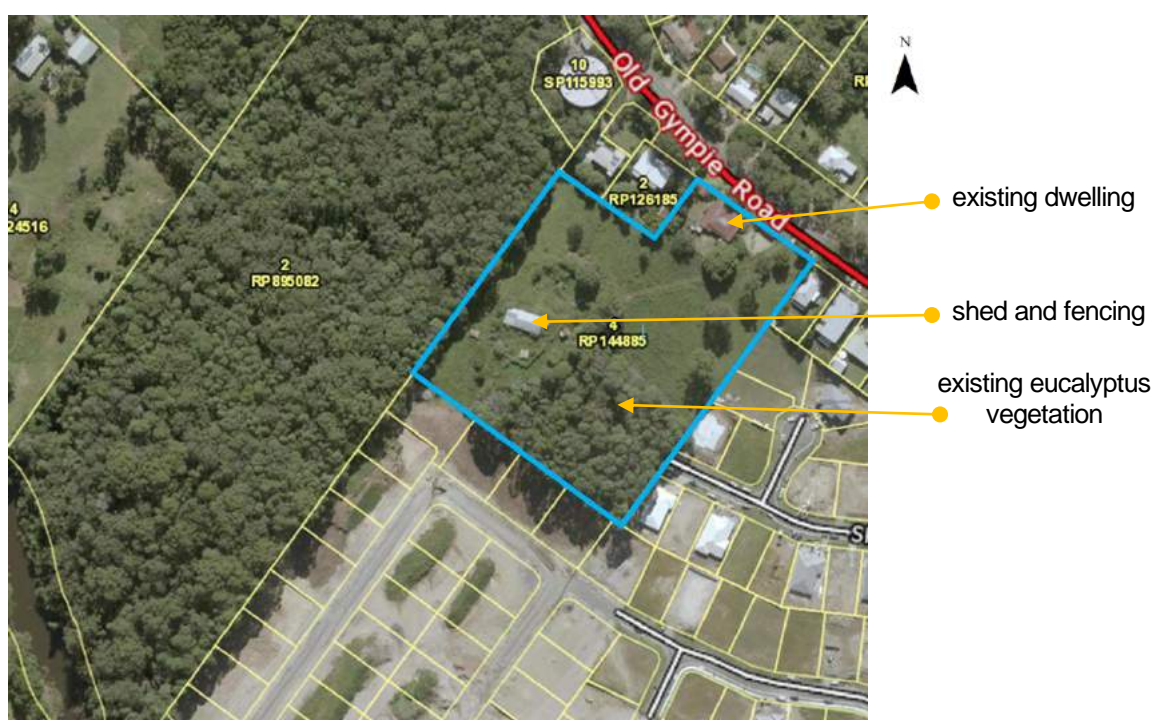 N
10
SP115993
Old Gympie Road
2
RP126185
existing dwelling
4
24516
2
RP895082
shed and fencing
4
RP144885
existing eucalyptus
vegetation